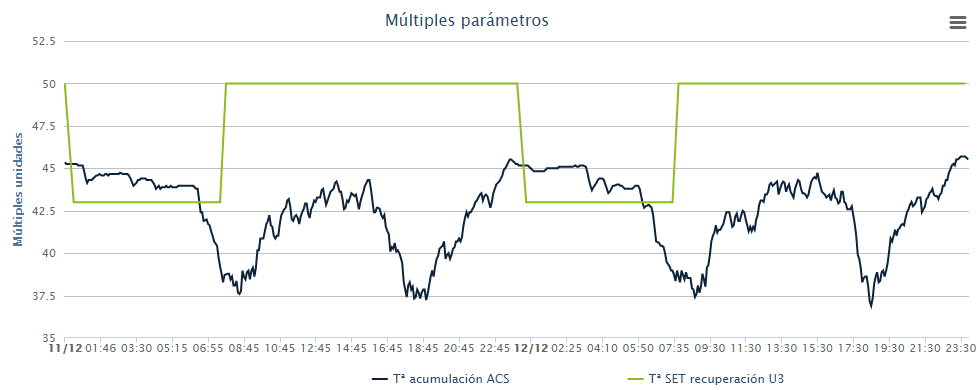 Múltiples parámetros
52.5
50
47.5
45
42.5
40
37.5
35
Múltiples unidades
11/12 01:46 03:30 05:15 06:55 08:45 10:45 12:45 14:45 16:45 18:45 20:45 22:45 12/12 02:25 04:10 05:50 07:35 09:30 11:30 13:30 15:30 17:30 19:30 21:30 23:30
Tª acumulación ACS Tª SET recuperación U3